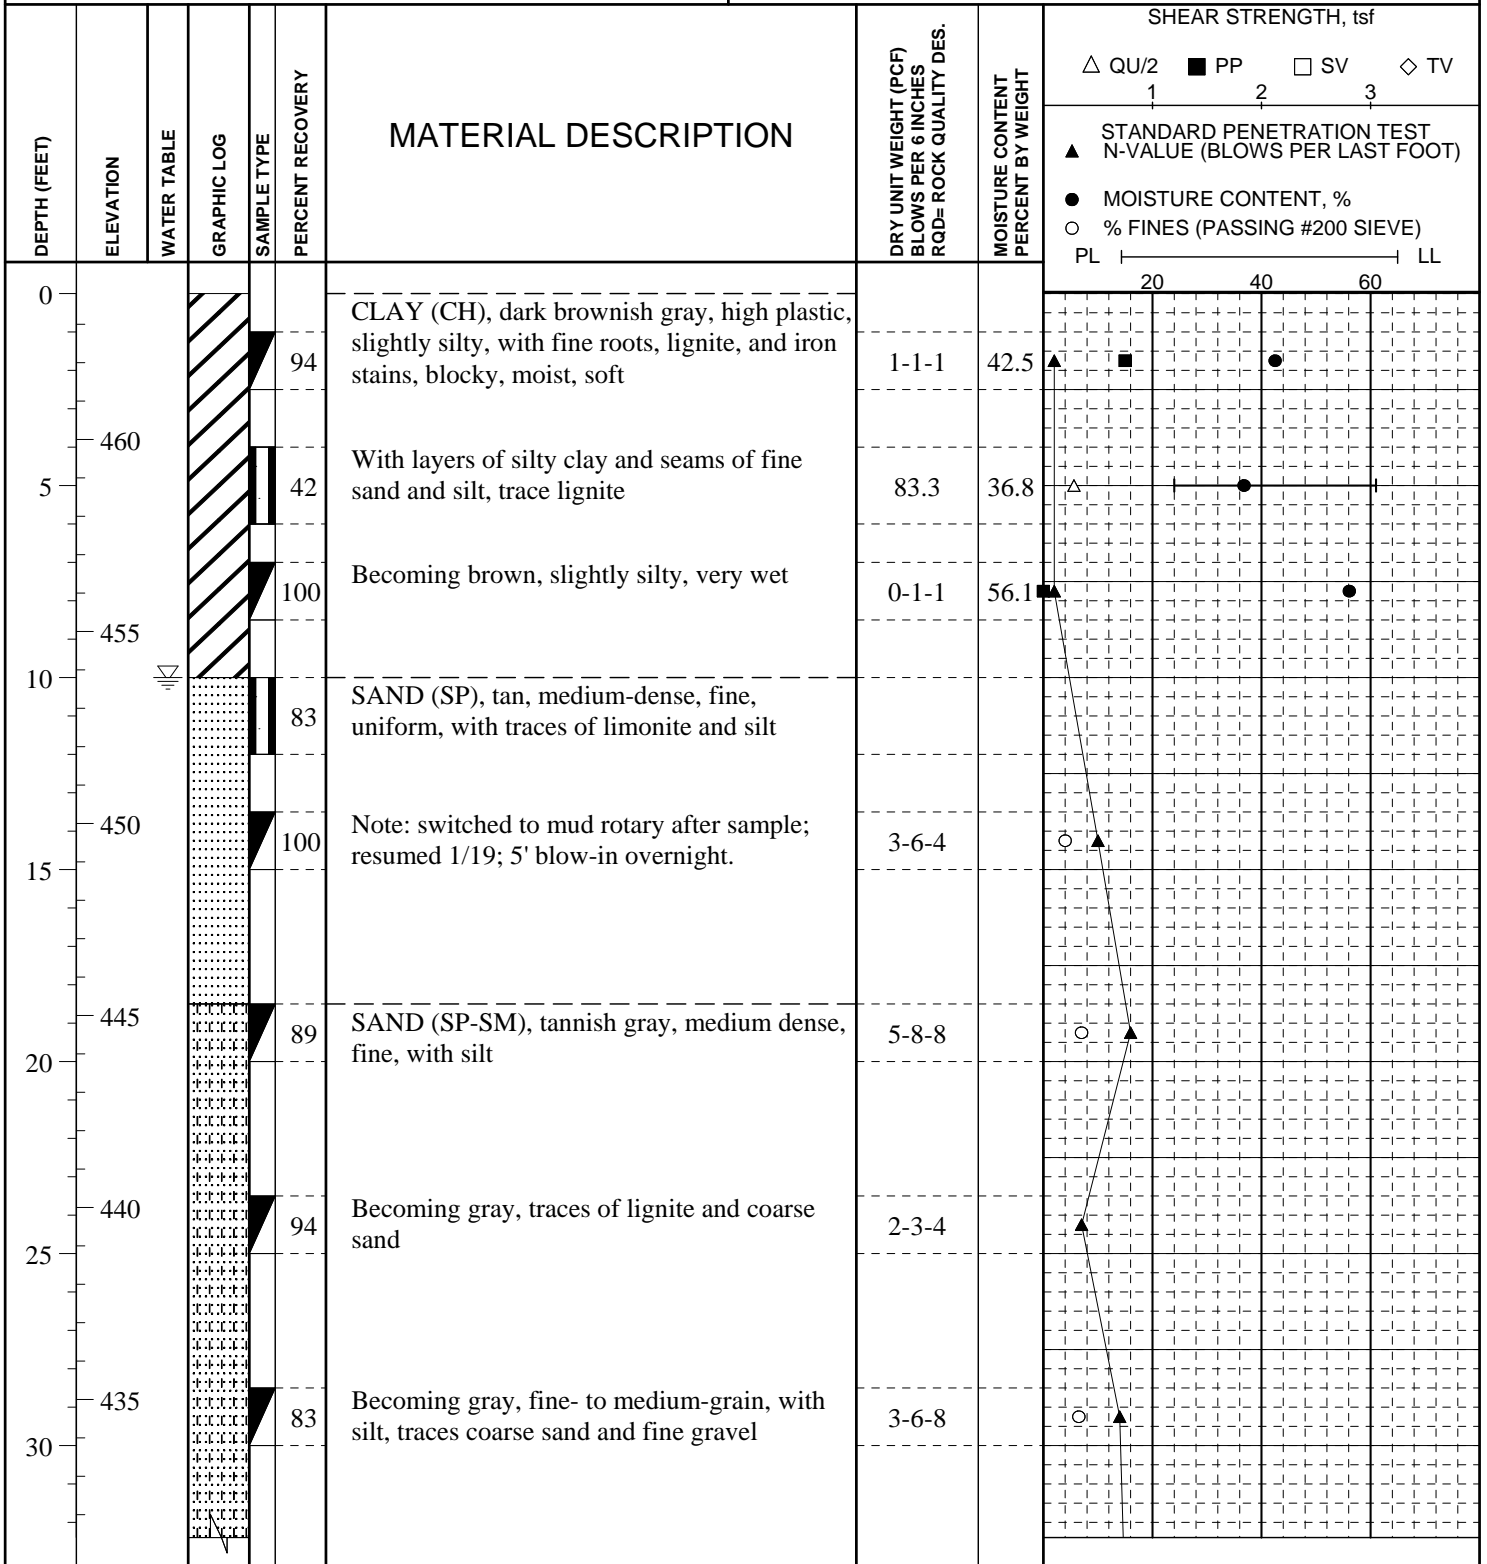 SHEAR STRENGTH, tsf
△ QU/2 ■ PP □ SV ◇ TV
1 2 3
STANDARD PENETRATION TEST
▲ N-VALUE (BLOWS PER LAST FOOT)
● MOISTURE CONTENT, %
○ % FINES (PASSING #200 SIEVE)
PL LL
20 40 60
DEPTH (FEET)
ELEVATION
WATER TABLE
GRAPHIC LOG
SAMPLE TYPE
PERCENT RECOVERY
MATERIAL DESCRIPTION
DRY UNIT WEIGHT (PCF)
BLOWS PER 6 INCHES
RQD= ROCK QUALITY DES.
MOISTURE CONTENT
PERCENT BY WEIGHT
0
CLAY (CH), dark brownish gray, high plastic,
slightly silty, with fine roots, lignite, and iron
stains, blocky, moist, soft
94 1-1-1 42.5
460
With layers of silty clay and seams of fine
sand and silt, trace lignite
5 42 83.3 36.8
Becoming brown, slightly silty, very wet
100 0-1-1 56.1
455
10
SAND (SP), tan, medium-dense, fine,
uniform, with traces of limonite and silt
83
450
Note: switched to mud rotary after sample;
resumed 1/19; 5' blow-in overnight.
100 3-6-4
15
445
SAND (SP-SM), tannish gray, medium dense,
fine, with silt
89 5-8-8
20
440
Becoming gray, traces of lignite and coarse
sand
94 2-3-4
25
435
Becoming gray, fine- to medium-grain, with
silt, traces coarse sand and fine gravel
83 3-6-8
30